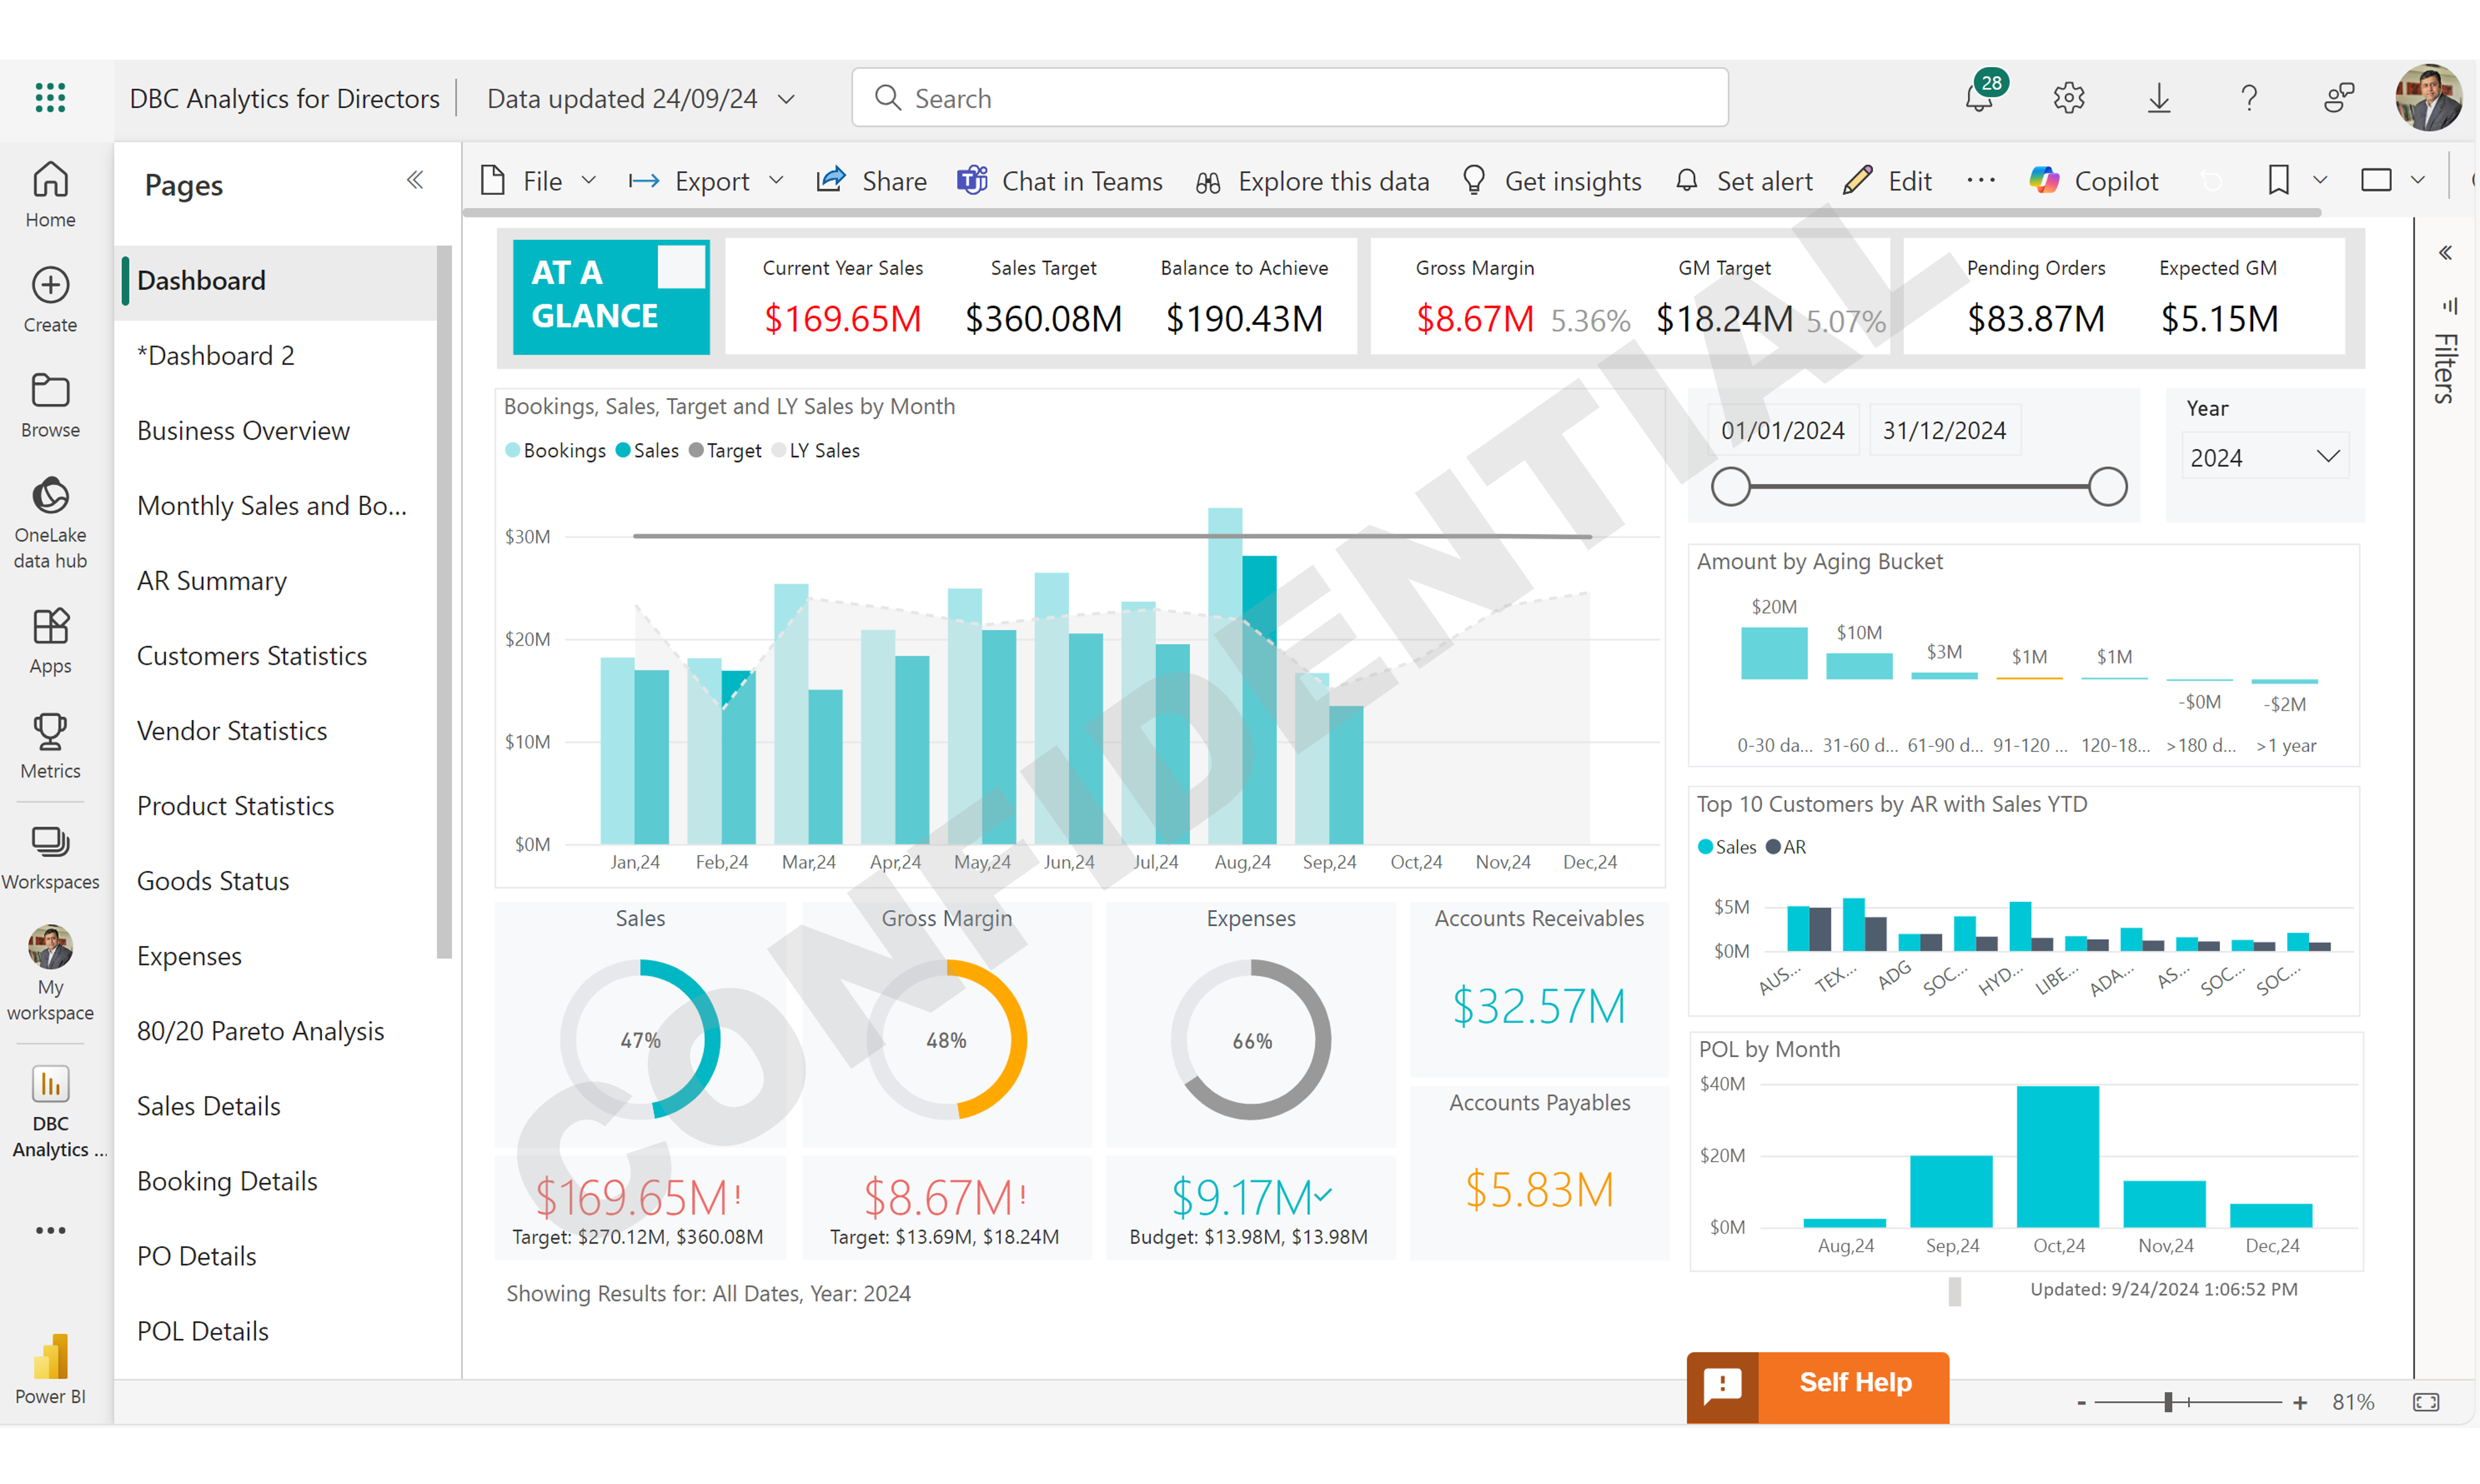 DBC Analytics for Directors
Data updated 24/09/24
Search
28
Home
Create
Browse
OneLake
data hub
Apps
Metrics
Workspaces
My
workspace
DBC
Analytics ...
Power BI
Pages
Dashboard
*Dashboard 2
Business Overview
Monthly Sales and Bo...
AR Summary
Customers Statistics
Vendor Statistics
Product Statistics
Goods Status
Expenses
80/20 Pareto Analysis
Sales Details
Booking Details
PO Details
POL Details
File
Export
Share
Chat in Teams
Explore this data
Get insights
Set alert
Edit
Copilot
AT A
GLANCE
Current Year Sales Sales Target Balance to Achieve
$169.65M $360.08M $190.43M
Gross Margin GM Target
$8.67M 5.36% $18.24M 5.07%
Pending Orders Expected GM
$83.87M $5.15M
Filters
Bookings, Sales, Target and LY Sales by Month
Bookings Sales Target LY Sales
$30M
$20M
$10M
$0M
Jan,24 Feb,24 Mar,24 Apr,24 May,24 Jun,24 Jul,24 Aug,24 Sep,24 Oct,24 Nov,24 Dec,24
01/01/2024 31/12/2024
Year
2024
Amount by Aging Bucket
$20M $10M $3M $1M $1M -$0M -$2M
0-30 da... 31-60 d... 61-90 d... 91-120 ... 120-18... >180 d... >1 year
Top 10 Customers by AR with Sales YTD
Sales AR
$5M
$0M
AUS... TEX... ADG SOC... HYD... LIBE... ADA... AS... SOC... SOC...
POL by Month
$40M
$20M
$0M
Aug,24 Sep,24 Oct,24 Nov,24 Dec,24
Sales
47%
$169.65M!
Target: $270.12M, $360.08M
Gross Margin
48%
$8.67M!
Target: $13.69M, $18.24M
Expenses
66%
$9.17M✓
Budget: $13.98M, $13.98M
Accounts Receivables
$32.57M
Accounts Payables
$5.83M
Showing Results for: All Dates, Year: 2024
Updated: 9/24/2024 1:06:52 PM
CONFIDENTIAL
Self Help
- + 81%